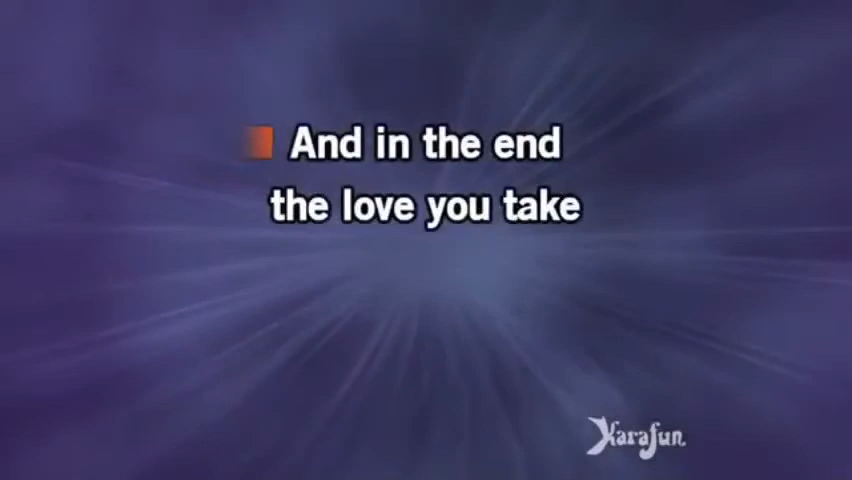 And in the end
the love you take
Karafun